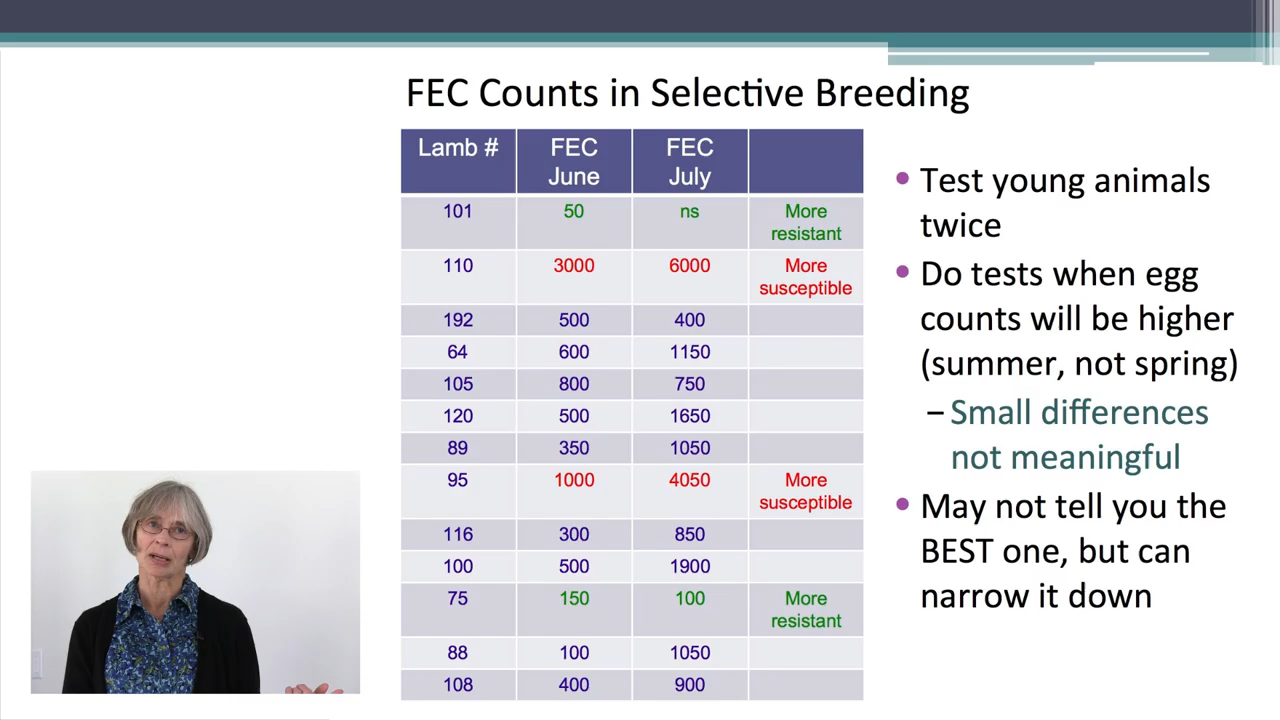 FEC Counts in Selective Breeding
Lamb # FEC June FEC July
101 50 ns More resistant
110 3000 6000 More susceptible
192 500 400
64 600 1150
105 800 750
120 500 1650
89 350 1050
95 1000 4050 More susceptible
116 300 850
100 500 1900
75 150 100 More resistant
88 100 1050
108 400 900
• Test young animals
twice
• Do tests when egg
counts will be higher
(summer, not spring)
– Small differences
not meaningful
• May not tell you the
BEST one, but can
narrow it down